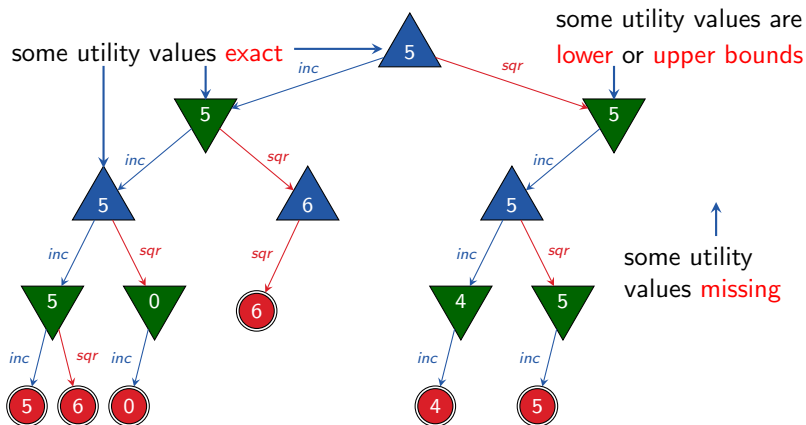 some utility values are
some utility values exact
lower or upper bounds
5
inc
sqr
5
5
inc
sqr
inc
5
6
5
inc
sqr
sqr
inc
sqr
some utility
values missing
5
0
6
4
5
inc
sqr
inc
inc
inc
5
6
0
4
5